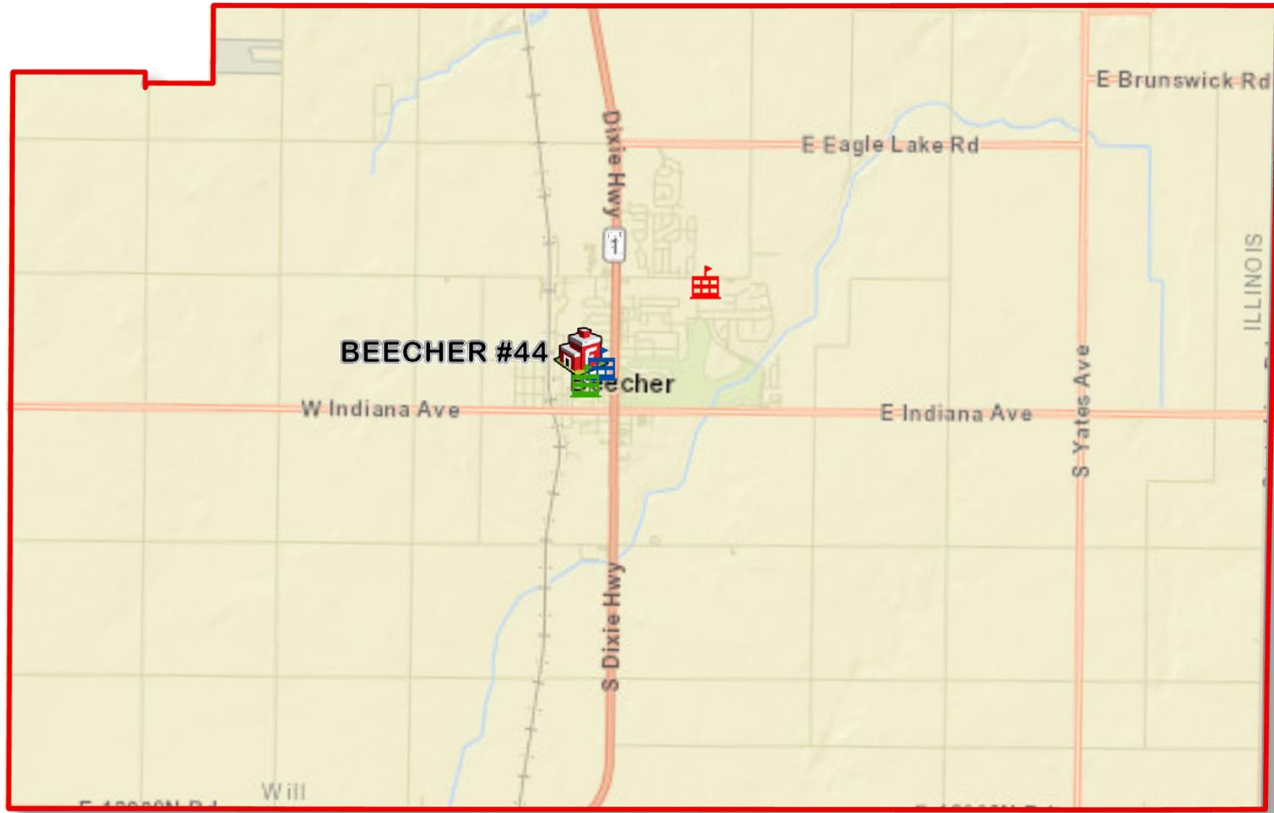 E Brunswick Rd
Dixie Hwy
E Eagle Lake Rd
1
ILLINOIS
BEECHER #44
Beecher
W Indiana Ave
E Indiana Ave
S Yates Ave
S Dixie Hwy
Will